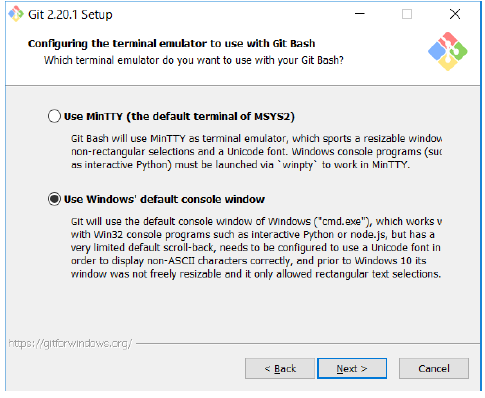 Git 2.20.1 Setup
Configuring the terminal emulator to use with Git Bash
Which terminal emulator do you want to use with your Git Bash?
Use MinTTY (the default terminal of MSYS2)
Git Bash will use MinTTY as terminal emulator, which sports a resizable window
non-rectangular selections and a Unicode font. Windows console programs (suc
as interactive Python) must be launched via `winpty` to work in MinTTY.
Use Windows' default console window
Git will use the default console window of Windows ("cmd.exe"), which works w
with Win32 console programs such as interactive Python or node.js, but has a
very limited default scroll-back, needs to be configured to use a Unicode font in
order to display non-ASCII characters correctly, and prior to Windows 10 its
window was not freely resizable and it only allowed rectangular text selections.
https://gitforwindows.org/
< Back
Next >
Cancel